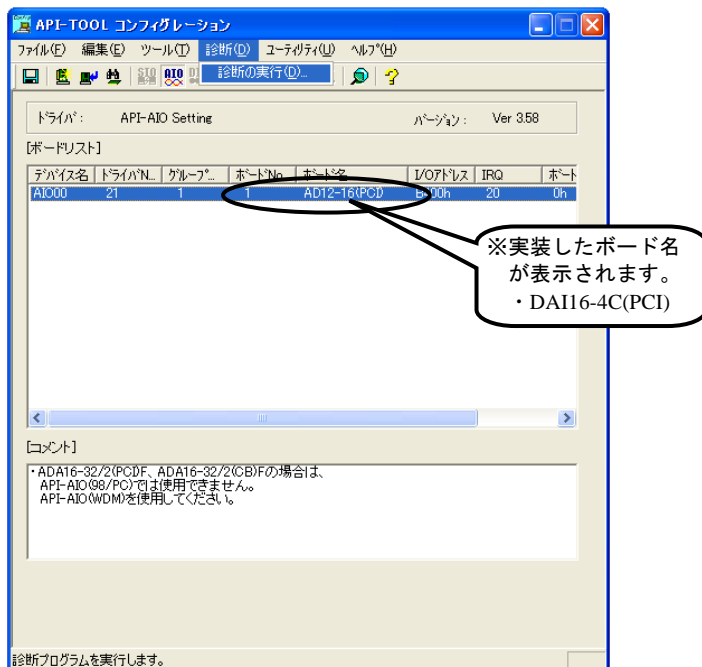 API-TOOL コンフィグレーション
ファイル(F) 編集(E) ツール(T) 診断(D) ユーティリティ(U) ヘルプ(H)
診断の実行(D)...
AIO
ドライバ: API-AIO Setting バージョン: Ver 3.58
[ボードリスト]
デバイス名 ドライバN... グループ... ボードNo ボード名 I/Oアドレス IRQ ボート
AIO00 21 1 1 AD12-16(PCI) 20 0h
※実装したボード名
が表示されます。
・DAI16-4C(PCI)
[コメント]
・ADA16-32/2(PCI)F、ADA16-32/2(CB)Fの場合は、
API-AIO(98/PC)では使用できません。
API-AIO(WDM)を使用してください。
診断プログラムを実行します。